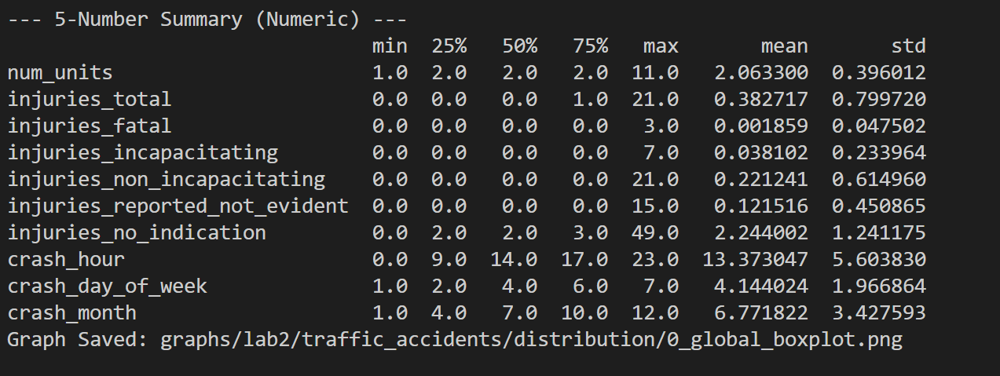 --- 5-Number Summary (Numeric) ---
min 25% 50% 75% max mean std
num_units 1.0 2.0 2.0 2.0 11.0 2.063300 0.396012
injuries_total 0.0 0.0 0.0 1.0 21.0 0.382717 0.799720
injuries_fatal 0.0 0.0 0.0 0.0 3.0 0.001859 0.047502
injuries_incapacitating 0.0 0.0 0.0 0.0 7.0 0.038102 0.233964
injuries_non_incapacitating 0.0 0.0 0.0 0.0 21.0 0.221241 0.614960
injuries_reported_not_evident 0.0 0.0 0.0 0.0 15.0 0.121516 0.450865
injuries_no_indication 0.0 2.0 2.0 3.0 49.0 2.244002 1.241175
crash_hour 0.0 9.0 14.0 17.0 23.0 13.373047 5.603830
crash_day_of_week 1.0 2.0 4.0 6.0 7.0 4.144024 1.966864
crash_month 1.0 4.0 7.0 10.0 12.0 6.771822 3.427593
Graph Saved: graphs/lab2/traffic_accidents/distribution/0_global_boxplot.png